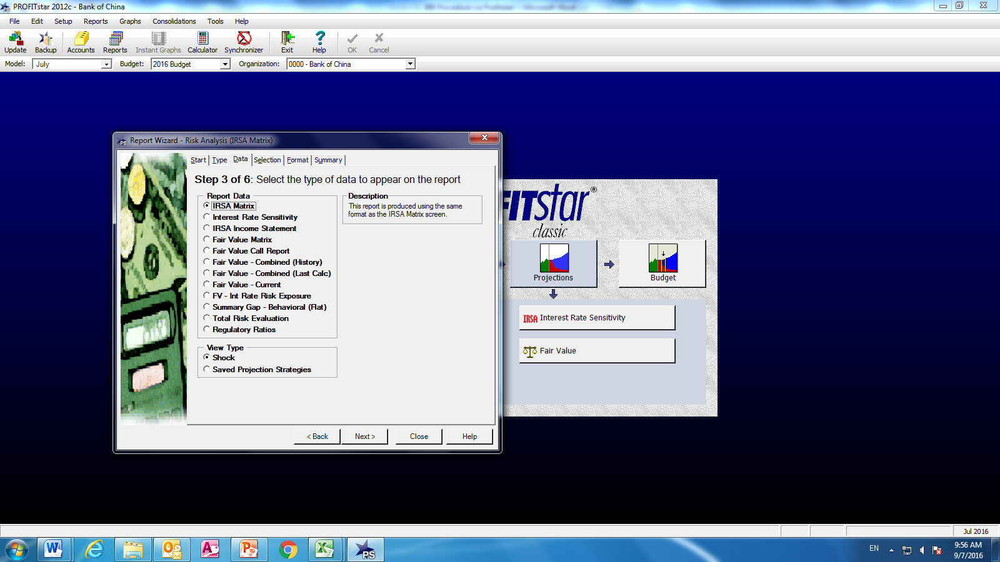 PROFITstar 2012c - Bank of China
File Edit Setup Reports Graphs Consolidations Tools Help
Update Backup Accounts Reports Instant Graphs Calculator Synchronizer Exit Help OK Cancel
Model: July Budget: 2016 Budget Organization: 0000 - Bank of China
PS Report Wizard - Risk Analysis (IRSA Matrix)
Start Type Data Selection Format Summary
Step 3 of 6: Select the type of data to appear on the report
Report Data
IRSA Matrix
Interest Rate Sensitivity
IRSA Income Statement
Fair Value Matrix
Fair Value Call Report
Fair Value - Combined (History)
Fair Value - Combined (Last Calc)
Fair Value - Current
FV - Int Rate Risk Exposure
Summary Gap - Behavioral (Flat)
Total Risk Evaluation
Regulatory Ratios
Description
This report is produced using the same
format as the IRSA Matrix screen.
View Type
Shock
Saved Projection Strategies
< Back Next > Close Help
FITstar®
classic
Projections
Budget
IRSA Interest Rate Sensitivity
Fair Value
Jul 2016
PS
EN
9:56 AM
9/7/2016